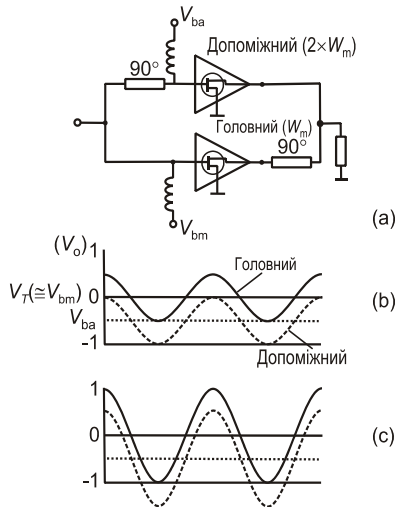 V_ba
Допоміжний (2×W_m)
90°
Головний (W_m)
90°
V_bm
(a)
(V_o)
1
Головний
V_T(≅V_bm) 0
(b)
V_ba
-1
Допоміжний
1
0
(c)
-1